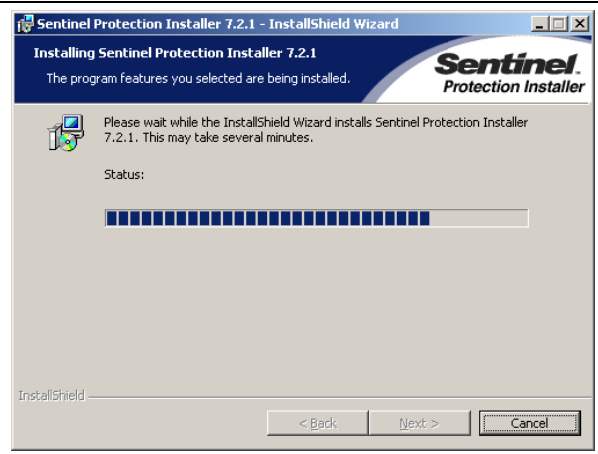 Sentinel Protection Installer 7.2.1 - InstallShield Wizard
Installing Sentinel Protection Installer 7.2.1
The program features you selected are being installed.
Sentinel.
Protection Installer
Please wait while the InstallShield Wizard installs Sentinel Protection Installer
7.2.1. This may take several minutes.
Status:
InstallShield
< Back Next > Cancel